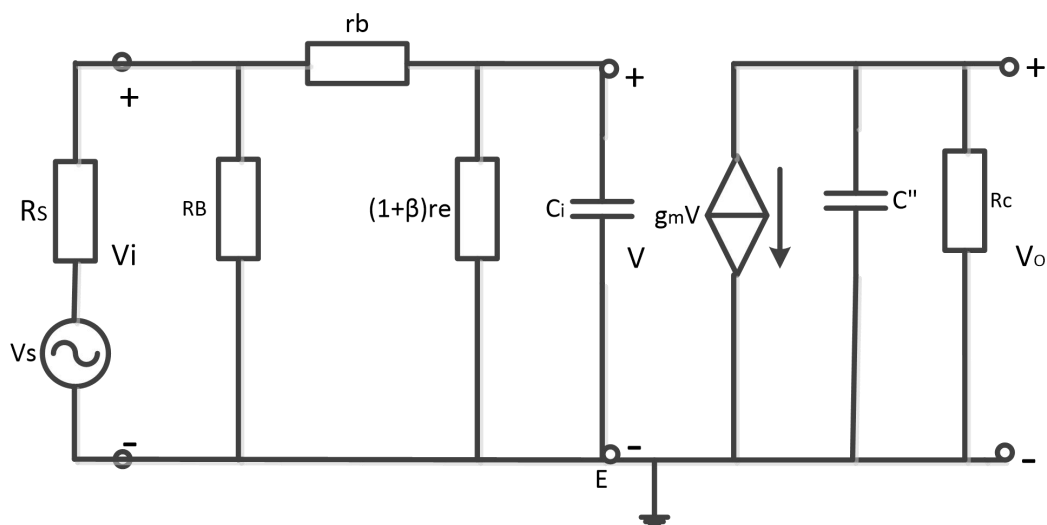 rb
+
+
+
Rs
RB
(1+β)re
Ci
gmV
C"
Rc
Vi
V
Vo
Vs
-
-
-
E